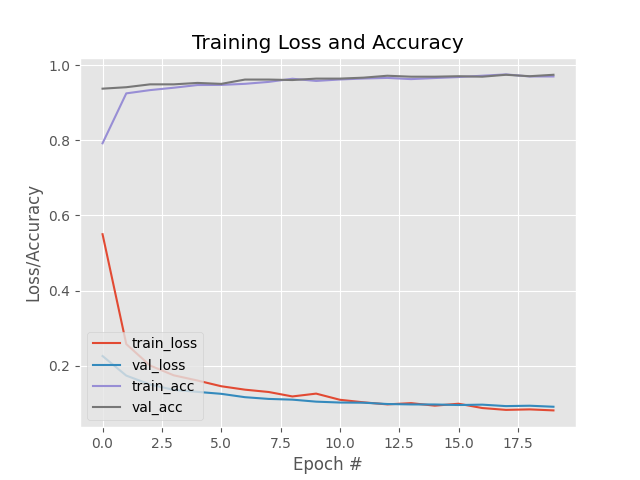 Training Loss and Accuracy
1.0
0.8
0.6
0.4
0.2
Loss/Accuracy
train_loss
val_loss
train_acc
val_acc
0.0 2.5 5.0 7.5 10.0 12.5 15.0 17.5
Epoch #